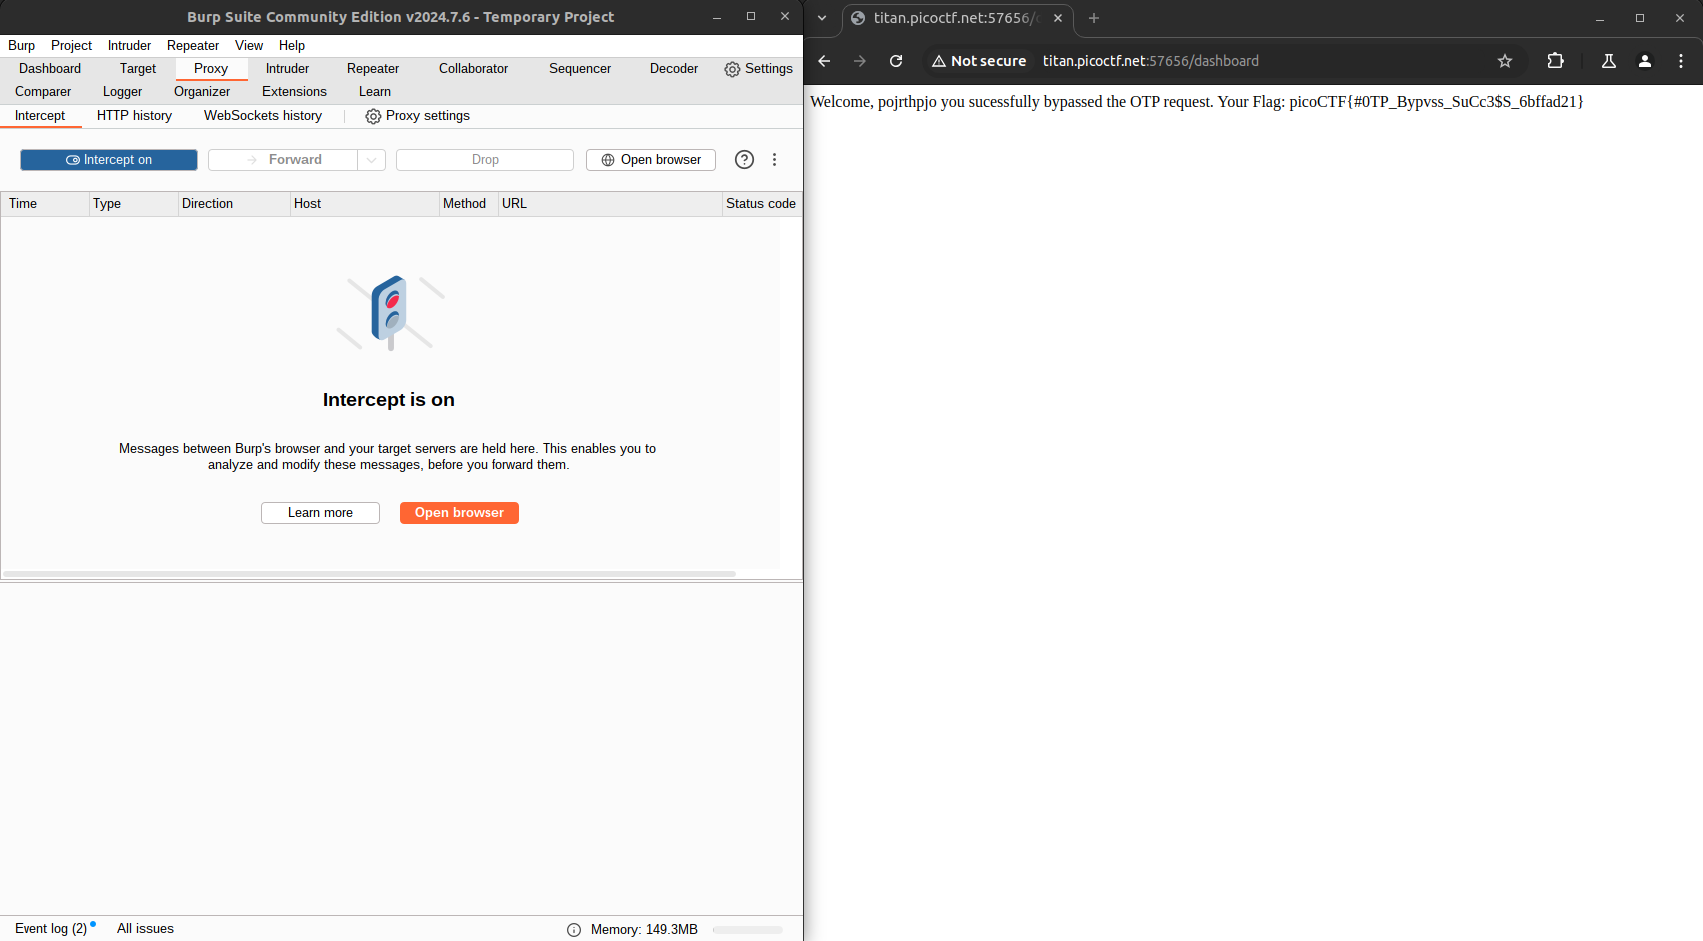 Burp Suite Community Edition v2024.7.6 - Temporary Project
Burp Project Intruder Repeater View Help
Dashboard Target Proxy Intruder Repeater Collaborator Sequencer Decoder Settings
Comparer Logger Organizer Extensions Learn
Intercept HTTP history WebSockets history Proxy settings
Intercept on Forward Drop Open browser
Time Type Direction Host Method URL Status code
Intercept is on
Messages between Burp's browser and your target servers are held here. This enables you to
analyze and modify these messages, before you forward them.
Learn more Open browser
Event log (2) All issues Memory: 149.3MB
titan.picoctf.net:57656/
Not secure titan.picoctf.net:57656/dashboard
Welcome, pojrthpjo you sucessfully bypassed the OTP request. Your Flag: picoCTF{#0TP_Bypvss_SuCc3$S_6bffad21}